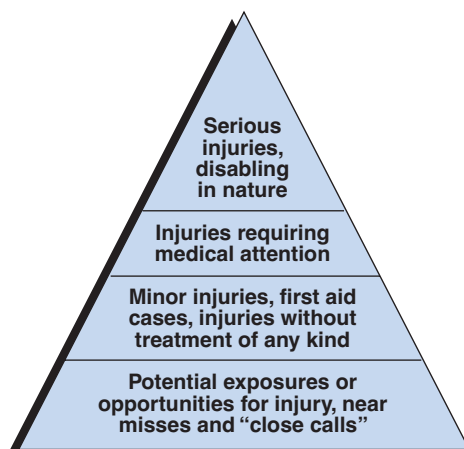 Serious
injuries,
disabling
in nature
Injuries requiring
medical attention
Minor injuries, first aid
cases, injuries without
treatment of any kind
Potential exposures or
opportunities for injury, near
misses and “close calls”